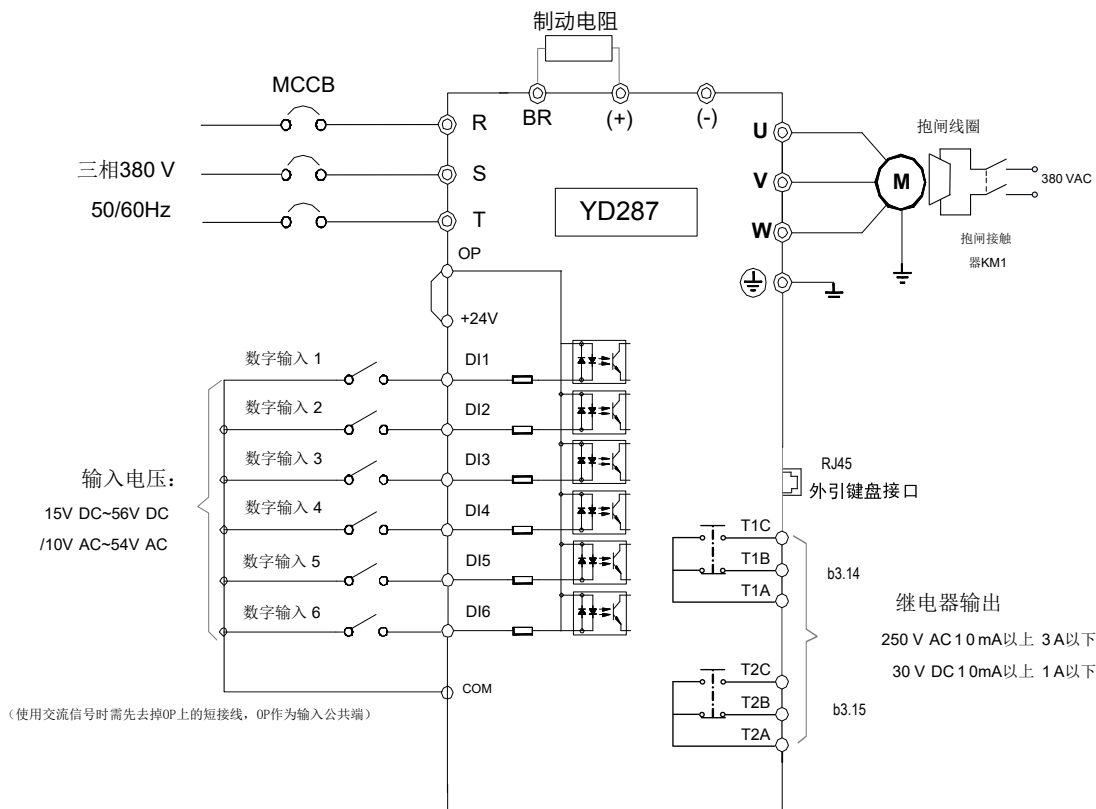 制动电阻
MCCB
BR
(+)
(-)
R
S
T
三相380 V
50/60Hz
YD287
U
V
W
M
抱闸线圈
380 VAC
抱闸接触
器KM1
OP
+24V
数字输入 1
DI1
数字输入 2
DI2
数字输入 3
DI3
数字输入 4
DI4
数字输入 5
DI5
数字输入 6
DI6
COM
输入电压：
15V DC~56V DC
/10V AC~54V AC
（使用交流信号时需先去掉OP上的短接线，OP作为输入公共端）
RJ45
外引键盘接口
T1C
T1B
T1A
b3.14
T2C
T2B
T2A
b3.15
继电器输出
250 V AC 10 mA以上 3A以下
30 V DC 10mA以上 1A以下